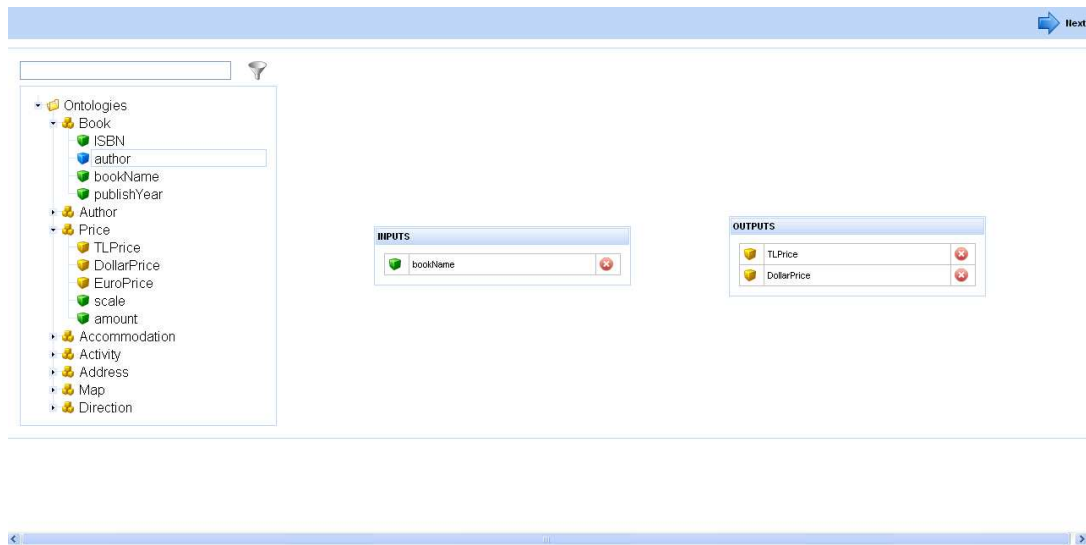 Next
Ontologies
Book
ISBN
author
bookName
publishYear
Author
Price
TLPrice
DollarPrice
EuroPrice
scale
amount
Accommodation
Activity
Address
Map
Direction
INPUTS
bookName
OUTPUTS
TLPrice
DollarPrice